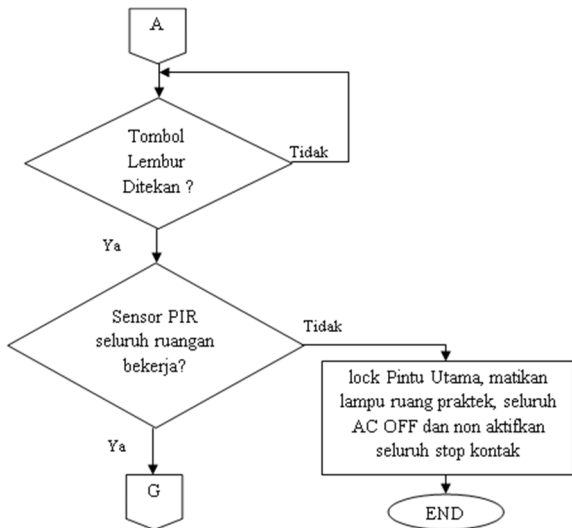 A
Tombol
Lembur
Ditekan ?
Tidak
Ya
Sensor PIR
seluruh ruangan
bekerja?
Tidak
lock Pintu Utama, matikan
lampu ruang praktek, seluruh
AC OFF dan non aktifkan
seluruh stop kontak
Ya
G
END